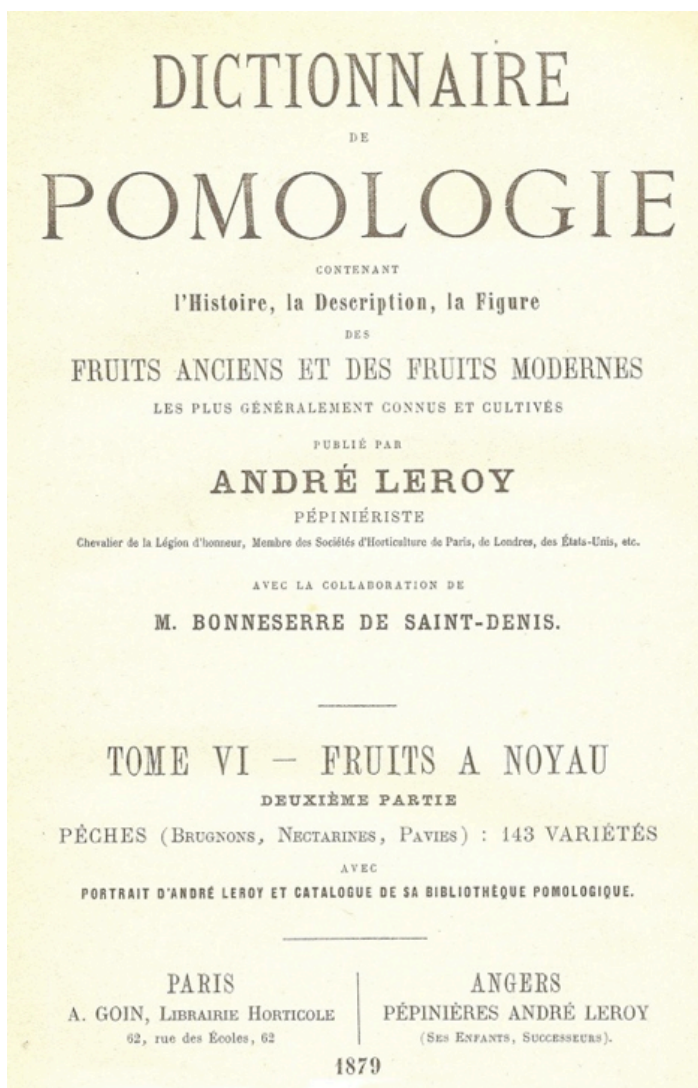 DICTIONNAIRE
DE
POMOLOGIE
CONTENANT
l'Histoire, la Description, la Figure
DES
FRUITS ANCIENS ET DES FRUITS MODERNES
LES PLUS GÉNÉRALEMENT CONNUS ET CULTIVÉS
PUBLIÉ PAR
ANDRÉ LEROY
PÉPINIÉRISTE
Chevalier de la Légion d'honneur, Membre des Sociétés d'Horticulture de Paris, de Londres, des États-Unis, etc.
AVEC LA COLLABORATION DE
M. BONNESERRE DE SAINT-DENIS.
TOME VI — FRUITS A NOYAU
DEUXIÈME PARTIE
PÊCHES (BRUGNONS, NECTARINES, PAVIES) : 143 VARIÉTÉS
AVEC
PORTRAIT D'ANDRÉ LEROY ET CATALOGUE DE SA BIBLIOTHÈQUE POMOLOGIQUE.
PARIS
A. GOIN, LIBRAIRIE HORTICOLE
62, rue des Écoles, 62
ANGERS
PÉPINIÈRES ANDRÉ LEROY
(SES ENFANTS, SUCCESSEURS).
1879